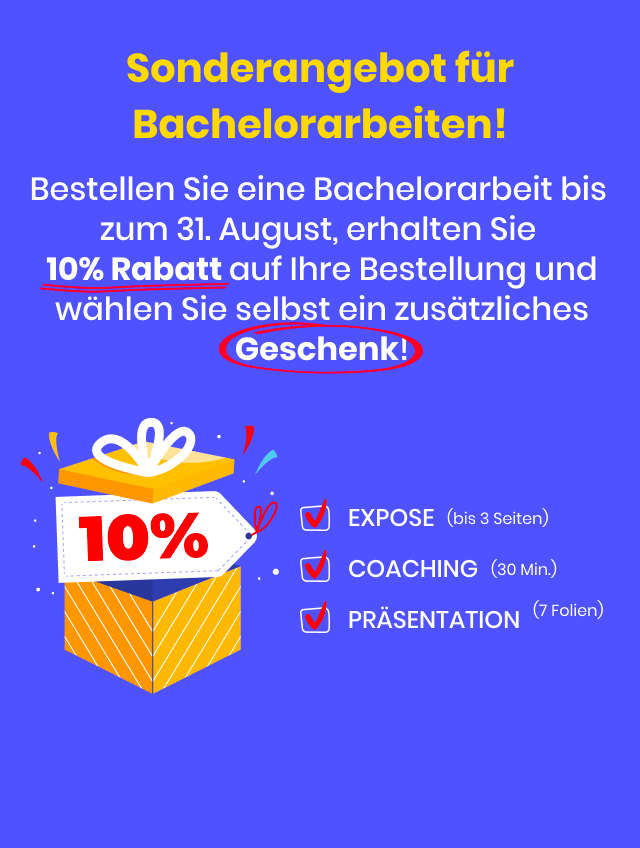 Sonderangebot für
Bachelorarbeiten!
Bestellen Sie eine Bachelorarbeit bis
zum 31. August, erhalten Sie
10% Rabatt auf Ihre Bestellung und
wählen Sie selbst ein zusätzliches
Geschenk!
10%
EXPOSE (bis 3 Seiten)
COACHING (30 Min.)
PRÄSENTATION (7 Folien)